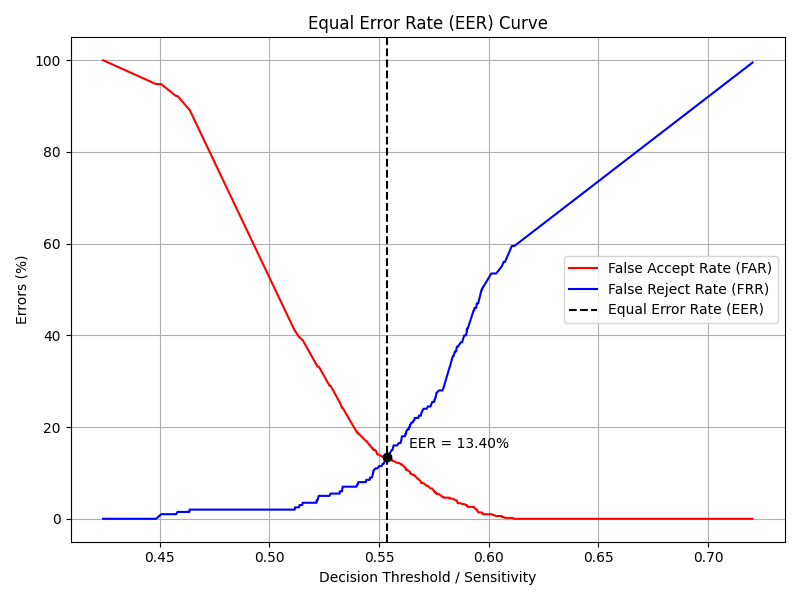 Equal Error Rate (EER) Curve
Errors (%)
100
80
60
40
20
0
False Accept Rate (FAR)
False Reject Rate (FRR)
Equal Error Rate (EER)
EER = 13.40%
0.45 0.50 0.55 0.60 0.65 0.70
Decision Threshold / Sensitivity